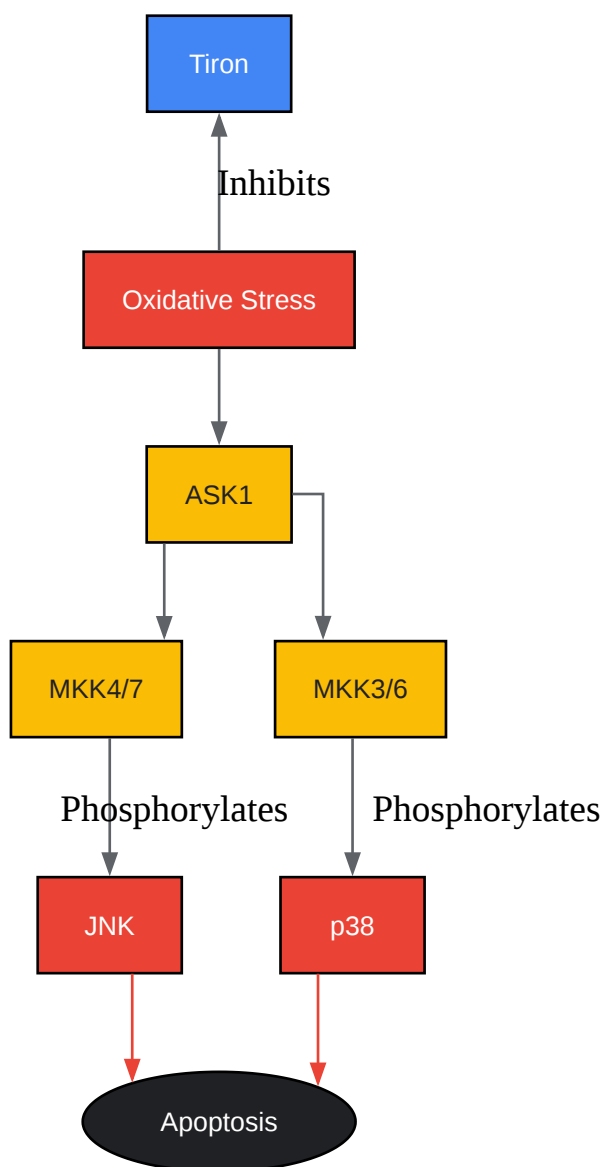 Tiron
Inhibits
Oxidative Stress
ASK1
MKK4/7
MKK3/6
Phosphorylates
Phosphorylates
JNK
p38
Apoptosis